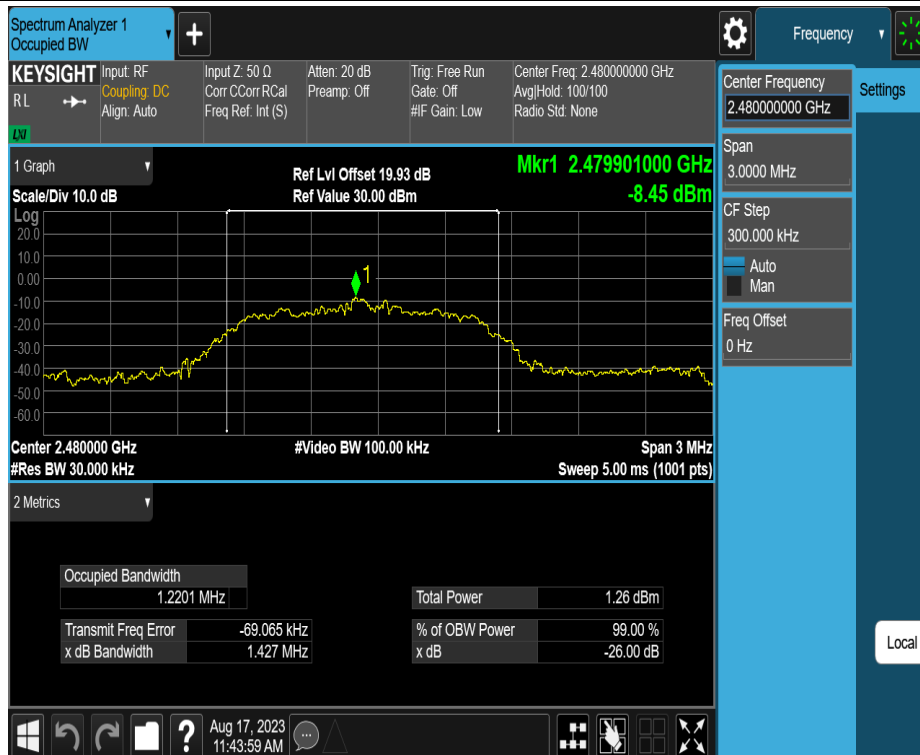 Spectrum Analyzer 1
Occupied BW
Frequency
KEYSIGHT
R L
LXI
Input: RF
Coupling: DC
Align: Auto
Input Z: 50 Ω
Corr CCorr RCal
Freq Ref: Int (S)
Atten: 20 dB
Preamp: Off
Trig: Free Run
Gate: Off
#IF Gain: Low
Center Freq: 2.480000000 GHz
Avg|Hold: 100/100
Radio Std: None
Center Frequency
2.480000000 GHz
Settings
Span
3.0000 MHz
CF Step
300.000 kHz
Auto
Man
Freq Offset
0 Hz
1 Graph
Scale/Div 10.0 dB
Ref Lvl Offset 19.93 dB
Ref Value 30.00 dBm
Mkr1 2.479901000 GHz
-8.45 dBm
Log
20.0
10.0
0.00
-10.0
-20.0
-30.0
-40.0
-50.0
-60.0
1
Center 2.480000 GHz
#Video BW 100.00 kHz
Span 3 MHz
#Res BW 30.000 kHz
Sweep 5.00 ms (1001 pts)
2 Metrics
Occupied Bandwidth
1.2201 MHz
Total Power 1.26 dBm
Transmit Freq Error -69.065 kHz
% of OBW Power 99.00 %
x dB Bandwidth 1.427 MHz
x dB -26.00 dB
Local
?
Aug 17, 2023
11:43:59 AM